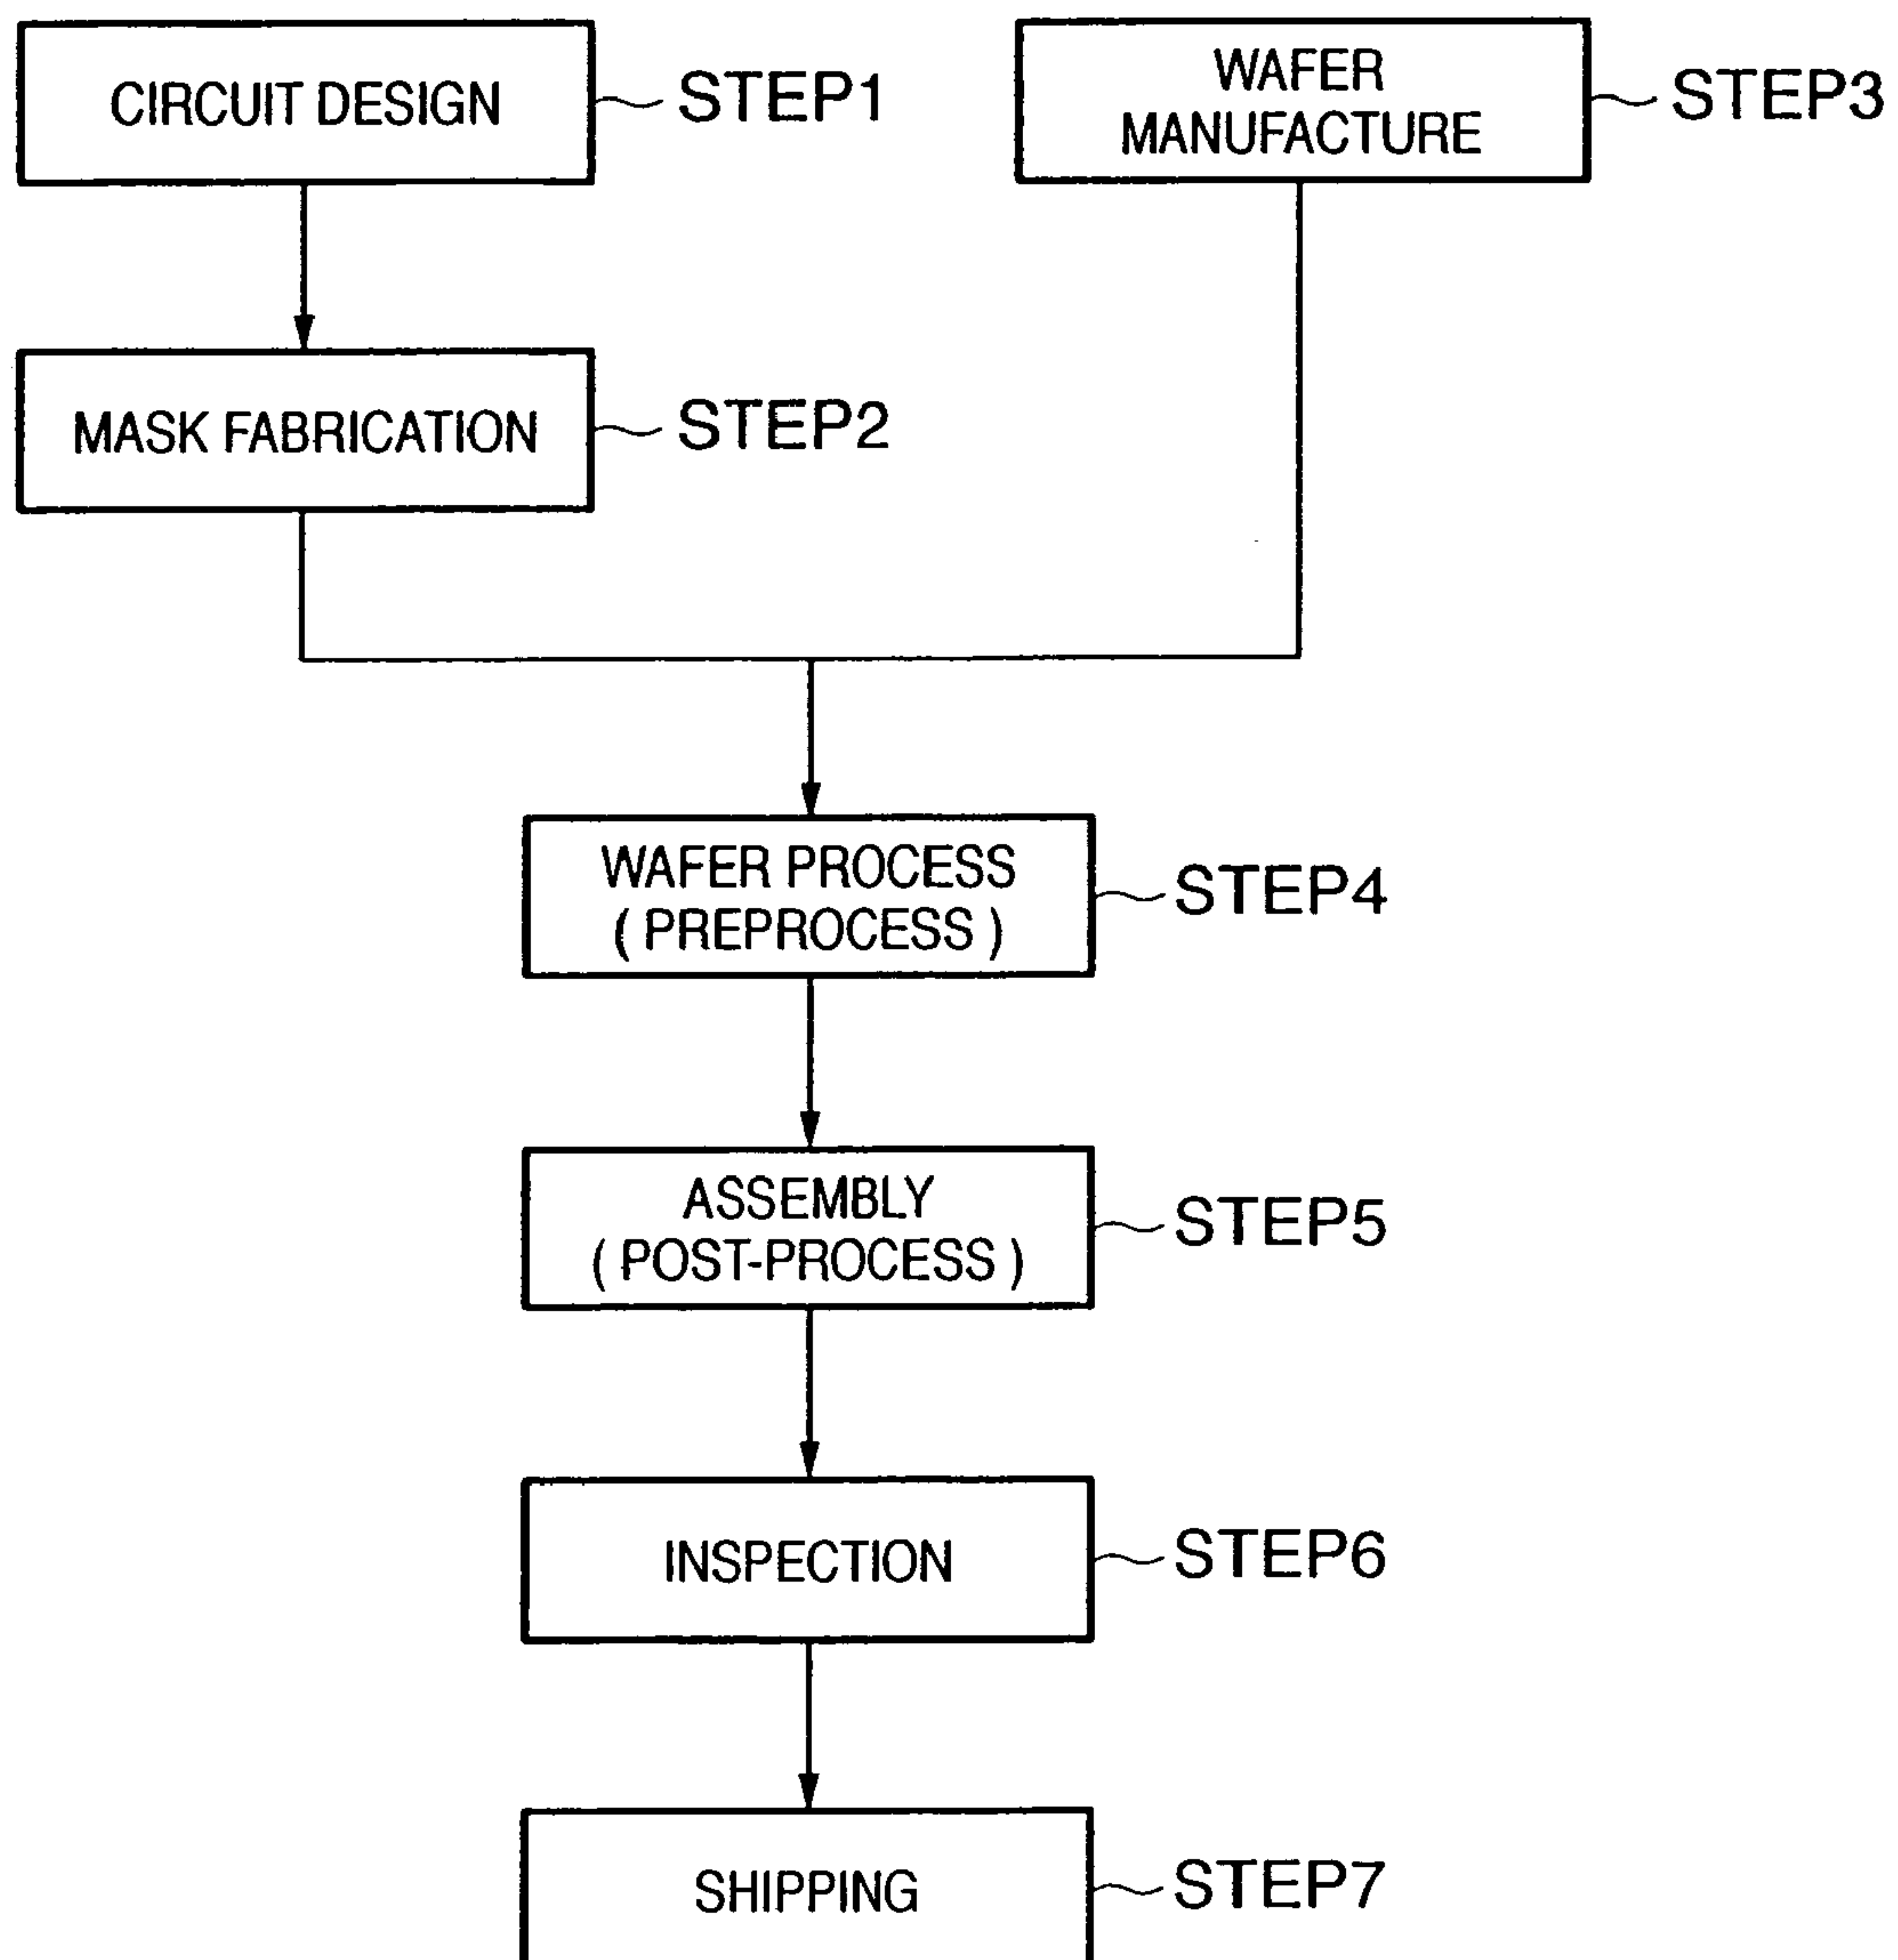 CIRCUIT DESIGN
STEP1
WAFER
MANUFACTURE
STEP3
MASK FABRICATION
STEP2
WAFER PROCESS
( PREPROCESS )
STEP4
ASSEMBLY
( POST-PROCESS )
STEP5
INSPECTION
STEP6
SHIPPING
STEP7